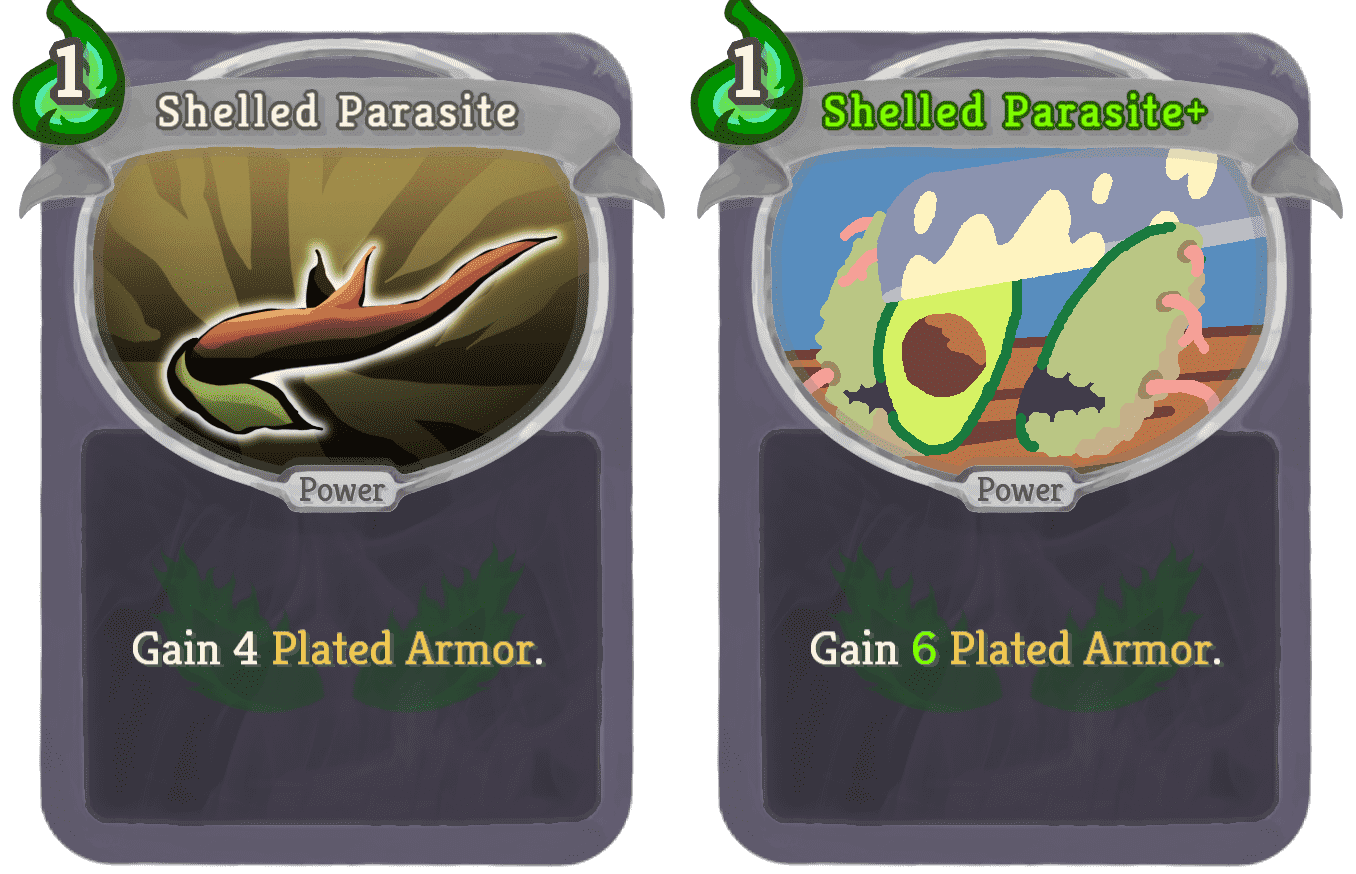 1
Shelled Parasite
Power
Gain 4 Plated Armor.
1
Shelled Parasite+
Power
Gain 6 Plated Armor.